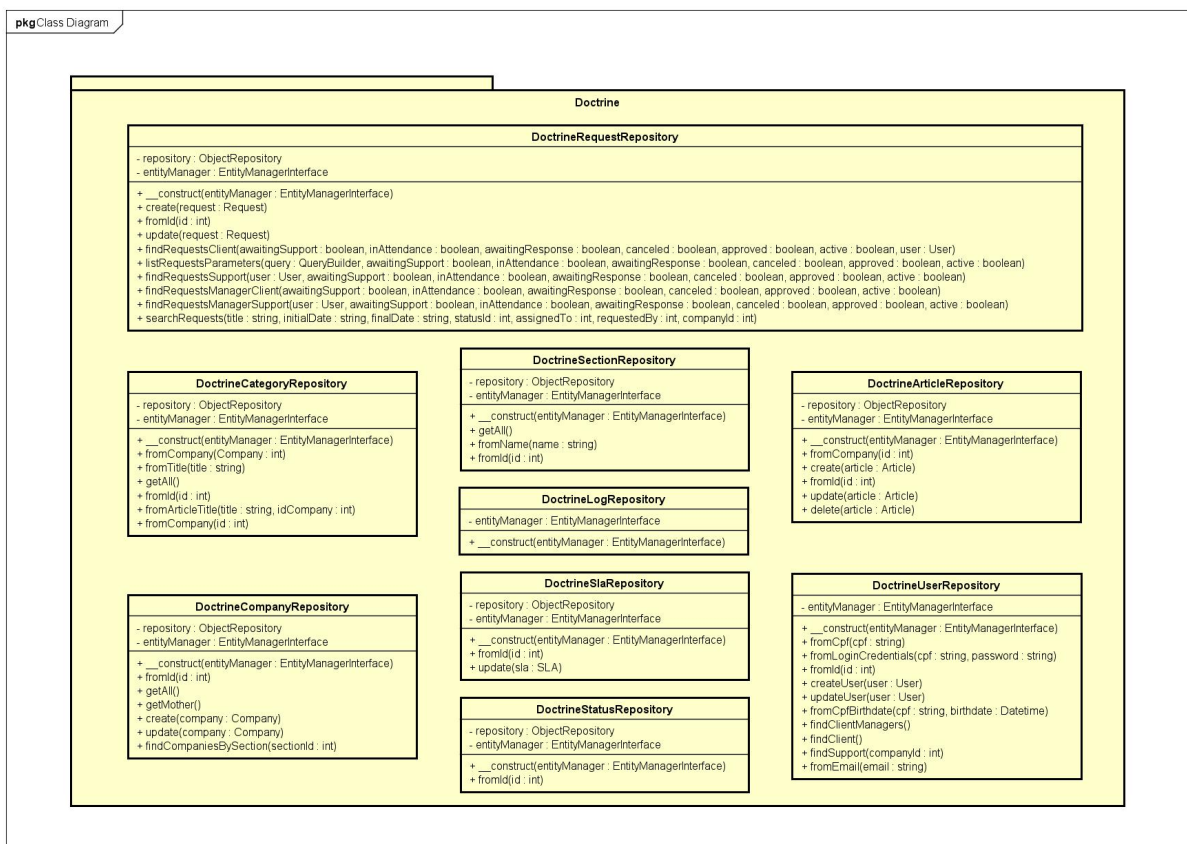 pkg Class Diagram
Doctrine
DoctrineRequestRepository
- repository : ObjectRepository
- entityManager : EntityManagerInterface
+ __construct(entityManager : EntityManagerInterface)
+ create(request : Request)
+ fromId(id : int)
+ update(request : Request)
+ findRequestsClient(awaitingSupport : boolean, inAttendance : boolean, awaitingResponse : boolean, canceled : boolean, approved : boolean, active : boolean, user : User)
+ listRequestsParameters(query : QueryBuilder, awaitingSupport : boolean, inAttendance : boolean, awaitingResponse : boolean, canceled : boolean, approved : boolean, active : boolean)
+ findRequestsSupport(user : User, awaitingSupport : boolean, inAttendance : boolean, awaitingResponse : boolean, canceled : boolean, approved : boolean, active : boolean)
+ findRequestsManagerClient(awaitingSupport : boolean, inAttendance : boolean, awaitingResponse : boolean, canceled : boolean, approved : boolean, active : boolean)
+ findRequestsManagerSupport(user : User, awaitingSupport : boolean, inAttendance : boolean, awaitingResponse : boolean, canceled : boolean, approved : boolean, active : boolean)
+ searchRequests(title : string, initialDate : string, finalDate : string, statusId : int, assignedTo : int, requestedBy : int, companyId : int)
DoctrineCategoryRepository
- repository : ObjectRepository
- entityManager : EntityManagerInterface
+ __construct(entityManager : EntityManagerInterface)
+ fromCompany(Company : int)
+ fromTitle(title : string)
+ getAll()
+ fromId(id : int)
+ fromArticleTitle(title : string, idCompany : int)
+ fromCompany(id : int)
DoctrineSectionRepository
- repository : ObjectRepository
- entityManager : EntityManagerInterface
+ __construct(entityManager : EntityManagerInterface)
+ getAll()
+ fromName(name : string)
+ fromId(id : int)
DoctrineArticleRepository
- repository : ObjectRepository
- entityManager : EntityManagerInterface
+ __construct(entityManager : EntityManagerInterface)
+ fromCompany(id : int)
+ create(article : Article)
+ fromId(id : int)
+ update(article : Article)
+ delete(article : Article)
DoctrineLogRepository
- entityManager : EntityManagerInterface
+ __construct(entityManager : EntityManagerInterface)
DoctrineCompanyRepository
- repository : ObjectRepository
- entityManager : EntityManagerInterface
+ __construct(entityManager : EntityManagerInterface)
+ fromId(id : int)
+ getAll()
+ getMother()
+ create(company : Company)
+ update(company : Company)
+ findCompaniesBySection(sectionId : int)
DoctrineSlaRepository
- repository : ObjectRepository
- entityManager : EntityManagerInterface
+ __construct(entityManager : EntityManagerInterface)
+ fromId(id : int)
+ update(sla : SLA)
DoctrineStatusRepository
- repository : ObjectRepository
- entityManager : EntityManagerInterface
+ __construct(entityManager : EntityManagerInterface)
+ fromId(id : int)
DoctrineUserRepository
- entityManager : EntityManagerInterface
+ __construct(entityManager : EntityManagerInterface)
+ fromCpf(cpf : string)
+ fromLoginCredentials(cpf : string, password : string)
+ fromId(id : int)
+ createUser(user : User)
+ updateUser(user : User)
+ fromCpfBirthdate(cpf : string, birthdate : Datetime)
+ findClientManagers()
+ findClient()
+ findSupport(companyId : int)
+ fromEmail(email : string)